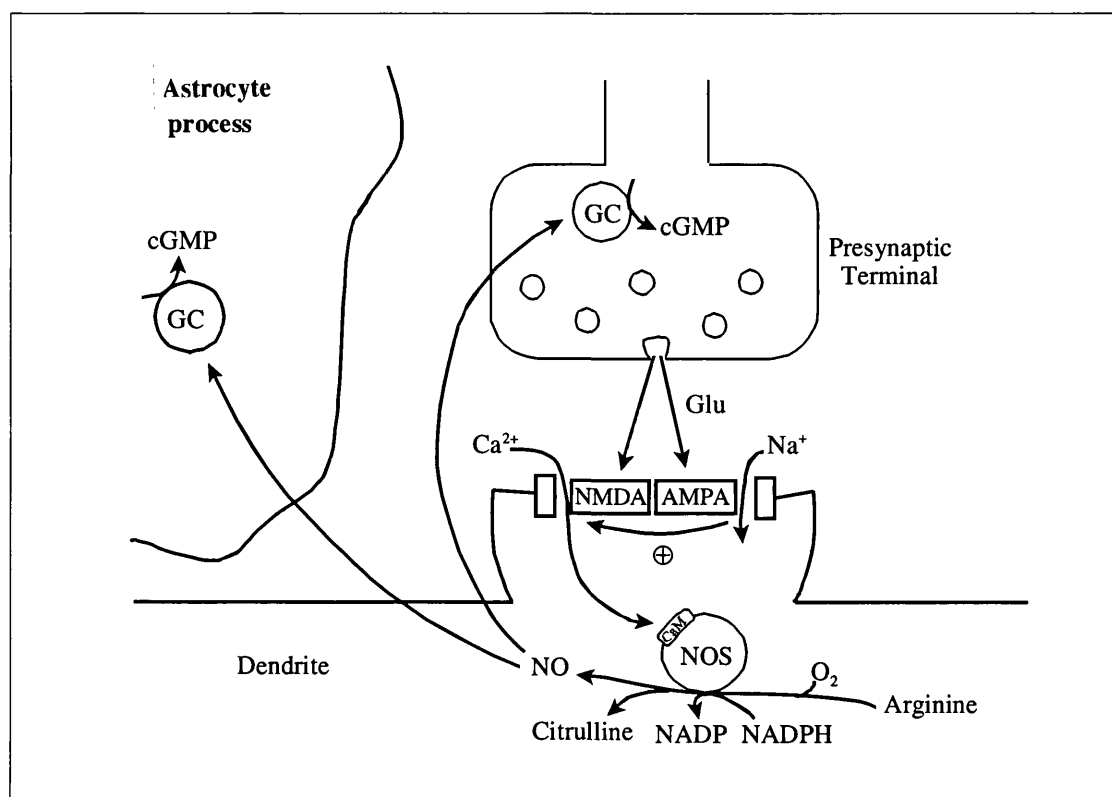 Astrocyte
process
GC
cGMP
Presynaptic
Terminal
cGMP
GC
Glu
Ca²⁺
Na⁺
NMDA
AMPA
⊕
CaM
NOS
Dendrite
NO
O₂
Arginine
Citrulline
NADP
NADPH